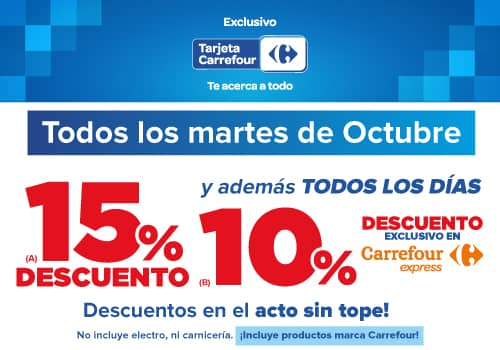 Exclusivo
Tarjeta
Carrefour
Te acerca a todo
Todos los martes de Octubre
(A) 15%
DESCUENTO
y además TODOS LOS DÍAS
(B) 10%
DESCUENTO
EXCLUSIVO EN
Carrefour
express
Descuentos en el acto sin tope!
No incluye electro, ni carnicería. ¡Incluye productos marca Carrefour!